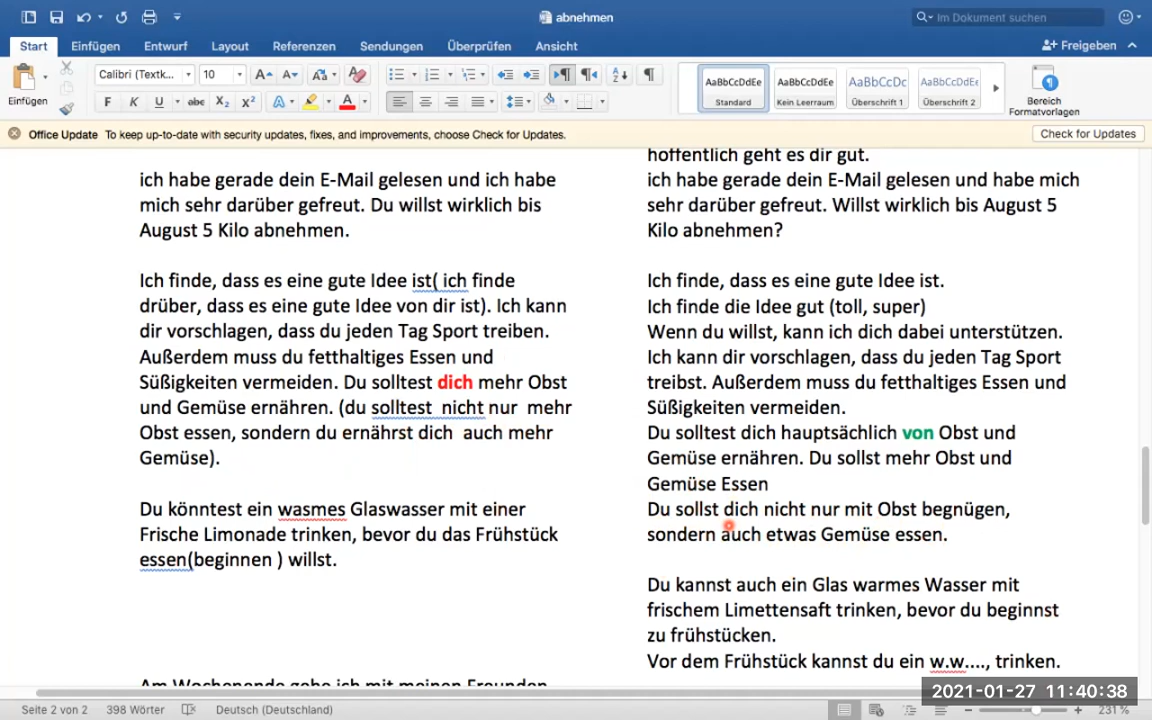 abnehmen
Im Dokument suchen
Start Einfügen Entwurf Layout Referenzen Sendungen Überprüfen Ansicht
Freigeben
Einfügen
Calibri (Textk... 10
F K U abc X₂ X²
AaBbCcDdEe AaBbCcDdEe AaBbCcDc AaBbCcDdEe
Standard Kein Leerraum Überschrift 1 Überschrift 2
Bereich
Formatvorlagen
Office Update To keep up-to-date with security updates, fixes, and improvements, choose Check for Updates.
Check for Updates
ich habe gerade dein E-Mail gelesen und ich habe
mich sehr darüber gefreut. Du willst wirklich bis
August 5 Kilo abnehmen.
Ich finde, dass es eine gute Idee ist( ich finde
drüber, dass es eine gute Idee von dir ist). Ich kann
dir vorschlagen, dass du jeden Tag Sport treiben.
Außerdem muss du fetthaltiges Essen und
Süßigkeiten vermeiden. Du solltest dich mehr Obst
und Gemüse ernähren. (du solltest nicht nur mehr
Obst essen, sondern du ernährst dich auch mehr
Gemüse).
Du könntest ein wasmes Glaswasser mit einer
Frische Limonade trinken, bevor du das Frühstück
essen(beginnen ) willst.
Am Wochenende gehe ich mit meinen Freunden
hoffentlich geht es dir gut.
ich habe gerade dein E-Mail gelesen und habe mich
sehr darüber gefreut. Willst wirklich bis August 5
Kilo abnehmen?
Ich finde, dass es eine gute Idee ist.
Ich finde die Idee gut (toll, super)
Wenn du willst, kann ich dich dabei unterstützen.
Ich kann dir vorschlagen, dass du jeden Tag Sport
treibst. Außerdem muss du fetthaltiges Essen und
Süßigkeiten vermeiden.
Du solltest dich hauptsächlich von Obst und
Gemüse ernähren. Du sollst mehr Obst und
Gemüse Essen
Du sollst dich nicht nur mit Obst begnügen,
sondern auch etwas Gemüse essen.
Du kannst auch ein Glas warmes Wasser mit
frischem Limettensaft trinken, bevor du beginnst
zu frühstücken.
Vor dem Frühstück kannst du ein w.w...., trinken.
2021-01-27 11:40:38
Seite 2 von 2 398 Wörter Deutsch (Deutschland) 231 %